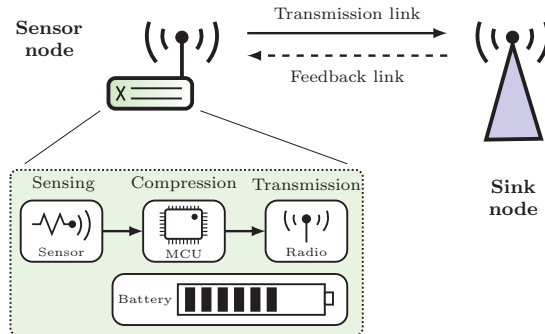 Sensor
node
Transmission link
Feedback link
X
Sink
node
Sensing
Compression
Transmission
Sensor
MCU
Radio
Battery